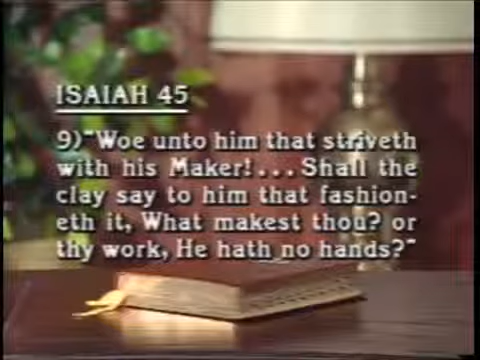 ISAIAH 45
9)"Woe unto him that striveth
with his Maker!...Shall the
clay say to him that fashion-
eth it, What makest thou? or
thy work, He hath no hands?"